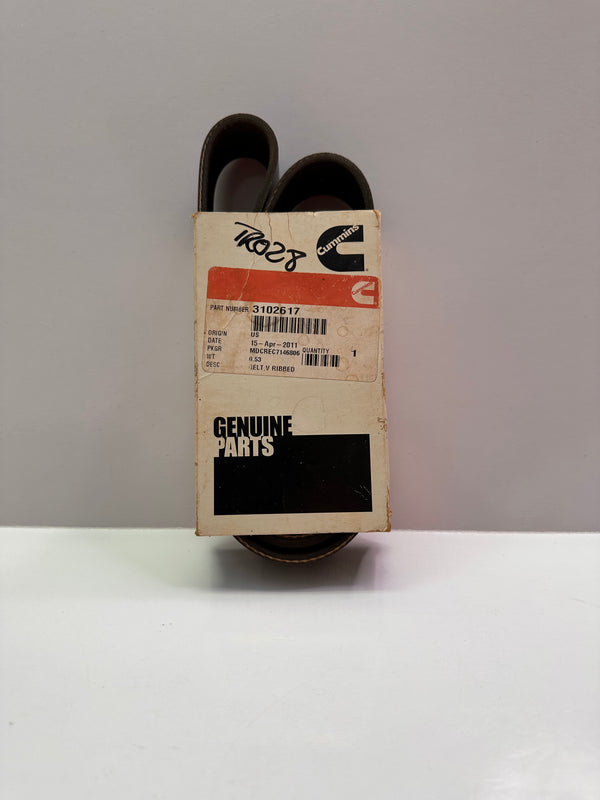 TRO28
Cummins
PART NUMBER 3102617
ORIGIN US
DATE 15-Apr-2011
PKGR MDCREC7146806 QUANTITY 1
WT 0.53
DESC BELT,V RIBBED
GENUINE
PARTS